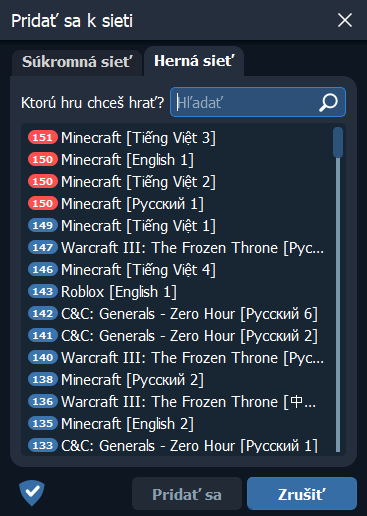 Pridať sa k sieti
Súkromná sieť Herná sieť
Ktorú hru chceš hrať? Hľadať
151 Minecraft [Tiếng Việt 3]
150 Minecraft [English 1]
150 Minecraft [Tiếng Việt 2]
150 Minecraft [Русский 1]
149 Minecraft [Tiếng Việt 1]
147 Warcraft III: The Frozen Throne [Рус...
146 Minecraft [Tiếng Việt 4]
143 Roblox [English 1]
142 C&C: Generals - Zero Hour [Русский 6]
141 C&C: Generals - Zero Hour [Русский 2]
140 Warcraft III: The Frozen Throne [Рус...
138 Minecraft [Русский 2]
136 Warcraft III: The Frozen Throne [中...
135 Minecraft [English 2]
133 C&C: Generals - Zero Hour [Русский 1]
Pridať sa Zrušiť